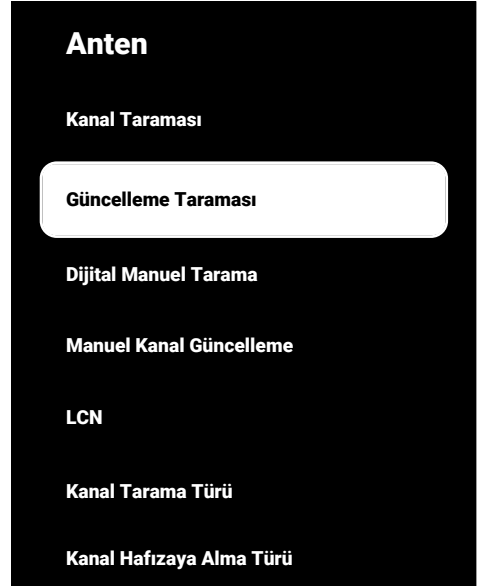 Anten
Kanal Taraması
Güncelleme Taraması
Dijital Manuel Tarama
Manuel Kanal Güncelleme
LCN
Kanal Tarama Türü
Kanal Hafızaya Alma Türü